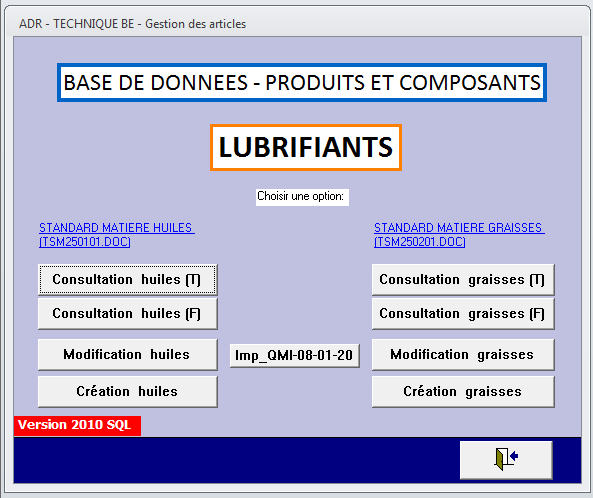 ADR - TECHNIQUE BE - Gestion des articles
BASE DE DONNEES - PRODUITS ET COMPOSANTS
LUBRIFIANTS
Choisir une option:
STANDARD MATIERE HUILES
(TSM250101.DOC)
STANDARD MATIERE GRAISSES
(TSM250201.DOC)
Consultation huiles (T)
Consultation graisses (T)
Consultation huiles (F)
Consultation graisses (F)
Modification huiles
Imp_QMI-08-01-20
Modification graisses
Création huiles
Création graisses
Version 2010 SQL